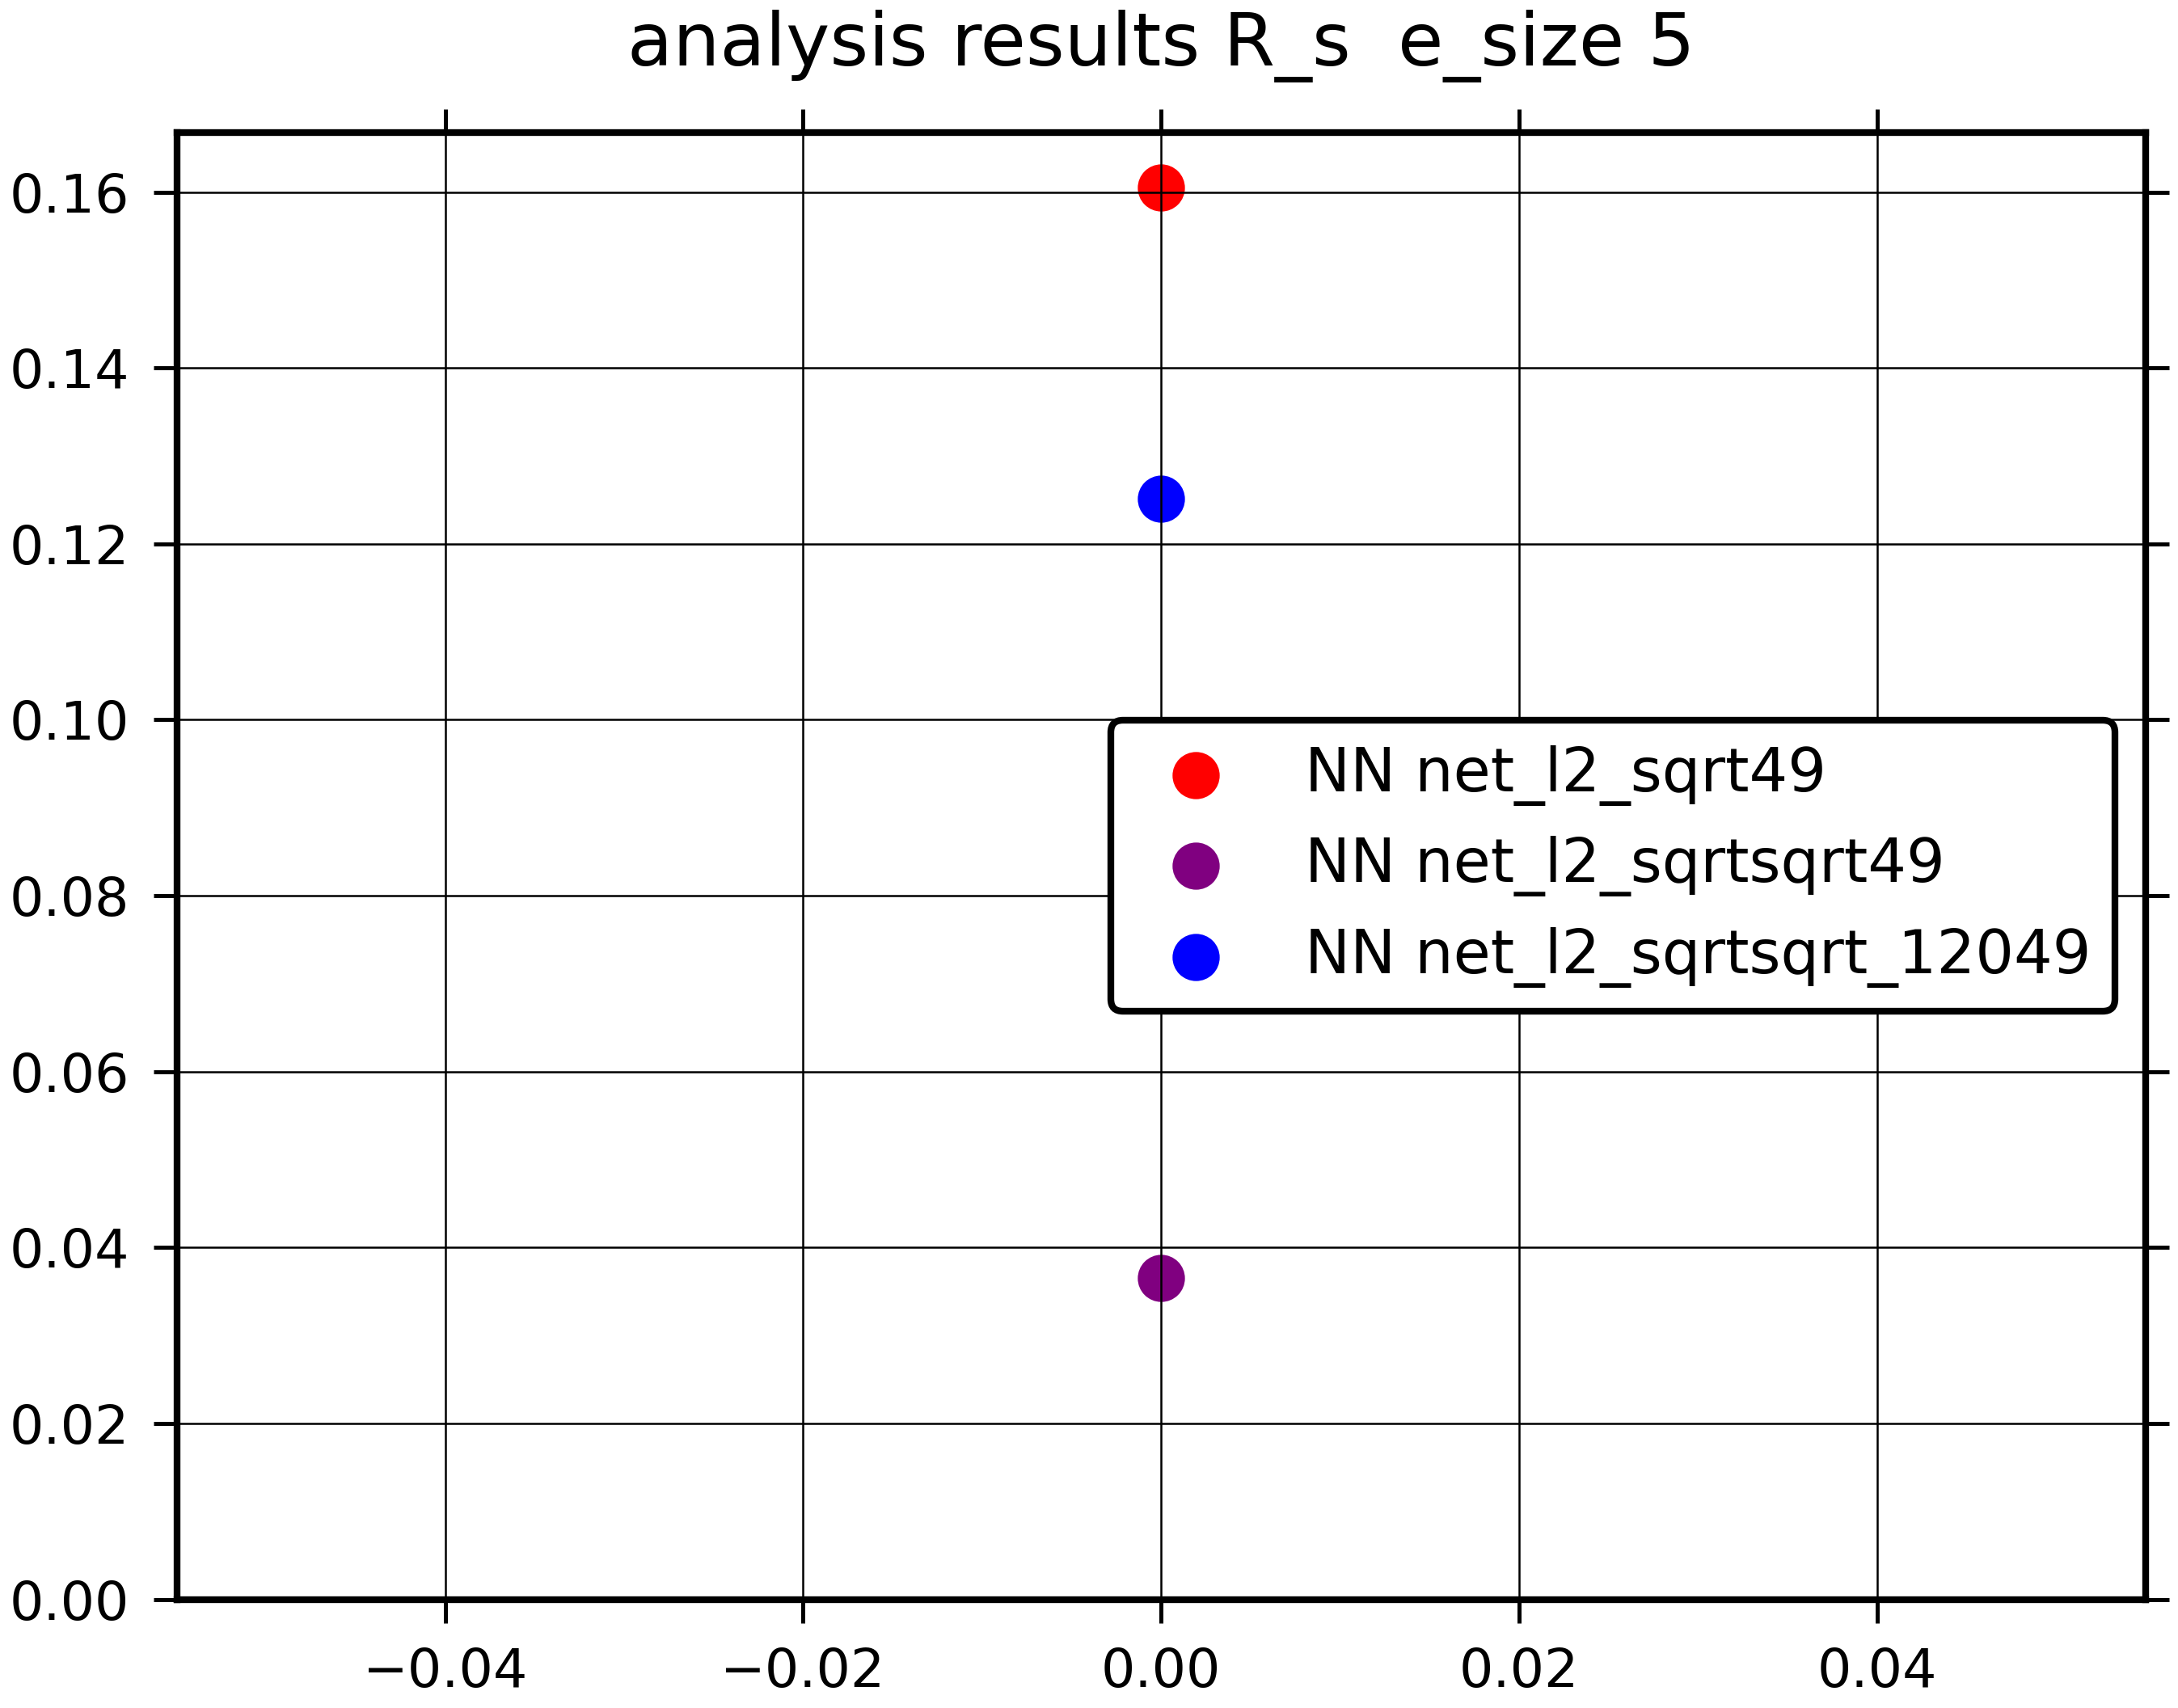 analysis results R_s  e_size 5
0.16
0.14
0.12
0.10
0.08
0.06
0.04
0.02
0.00
NN net_l2_sqrt49
NN net_l2_sqrtsqrt49
NN net_l2_sqrtsqrt_12049
−0.04 −0.02 0.00 0.02 0.04